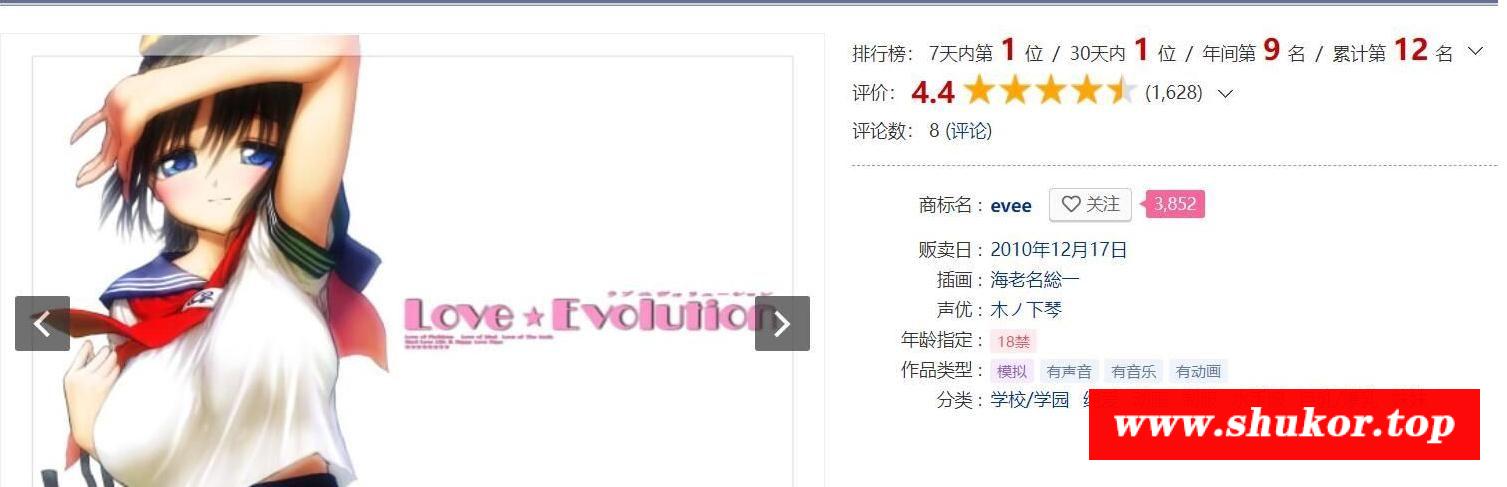 Love★Evolution
排行榜： 7天内第 1 位 / 30天内 1 位 / 年间第 9 名 / 累计第 12 名
评价： 4.4 (1,628)
评论数： 8 (评论)
商标名 : evee 关注 3,852
贩卖日 : 2010年12月17日
插画 : 海老名総一
声优 : 木ノ下琴
年龄指定 : 18禁
作品类型 : 模拟 有声音 有音乐 有动画
分类 : 学校/学园
www.shukor.top